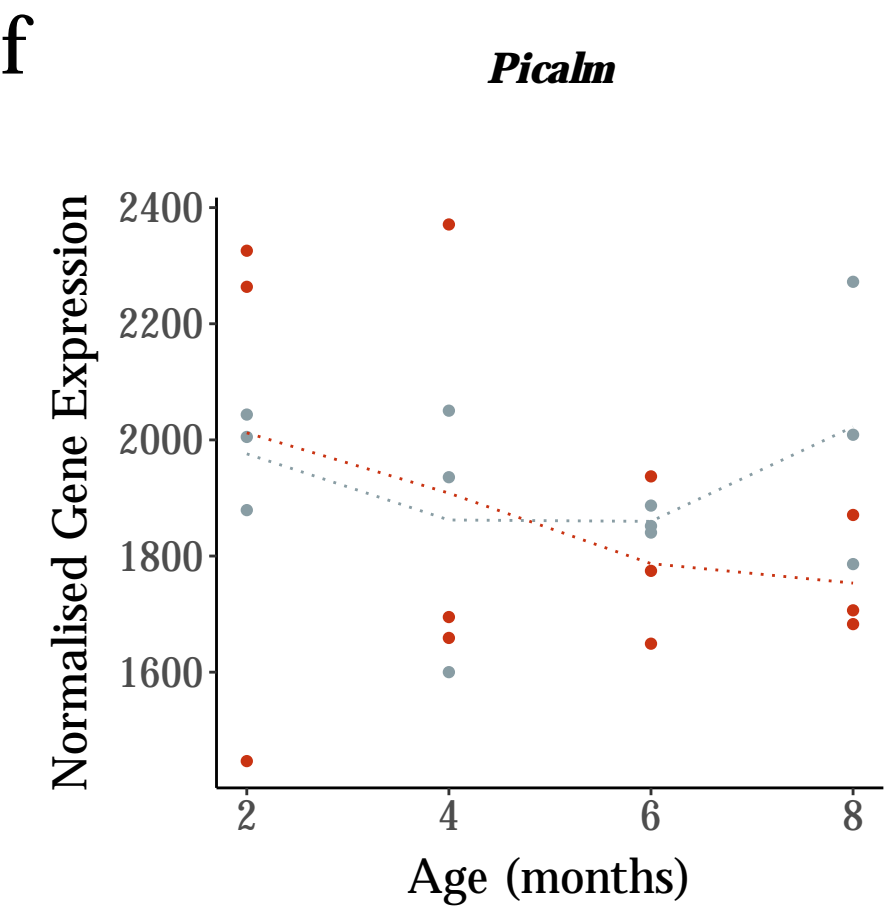 f
Picalm
Normalised Gene Expression
2400
2200
2000
1800
1600
2 4 6 8
Age (months)